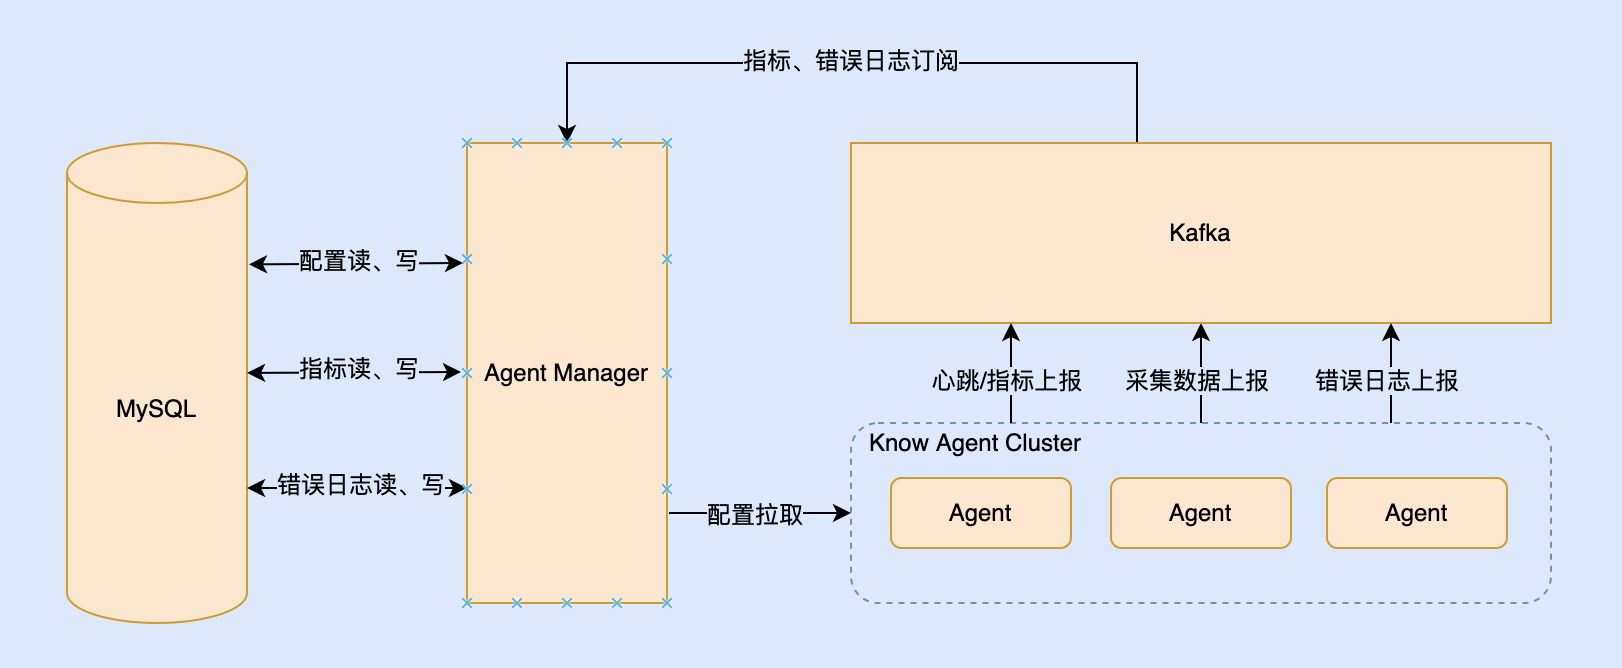 指标、错误日志订阅
Kafka
配置读、写
指标读、写
Agent Manager
MySQL
心跳/指标上报
采集数据上报
错误日志上报
Know Agent Cluster
错误日志读、写
配置拉取
Agent
Agent
Agent